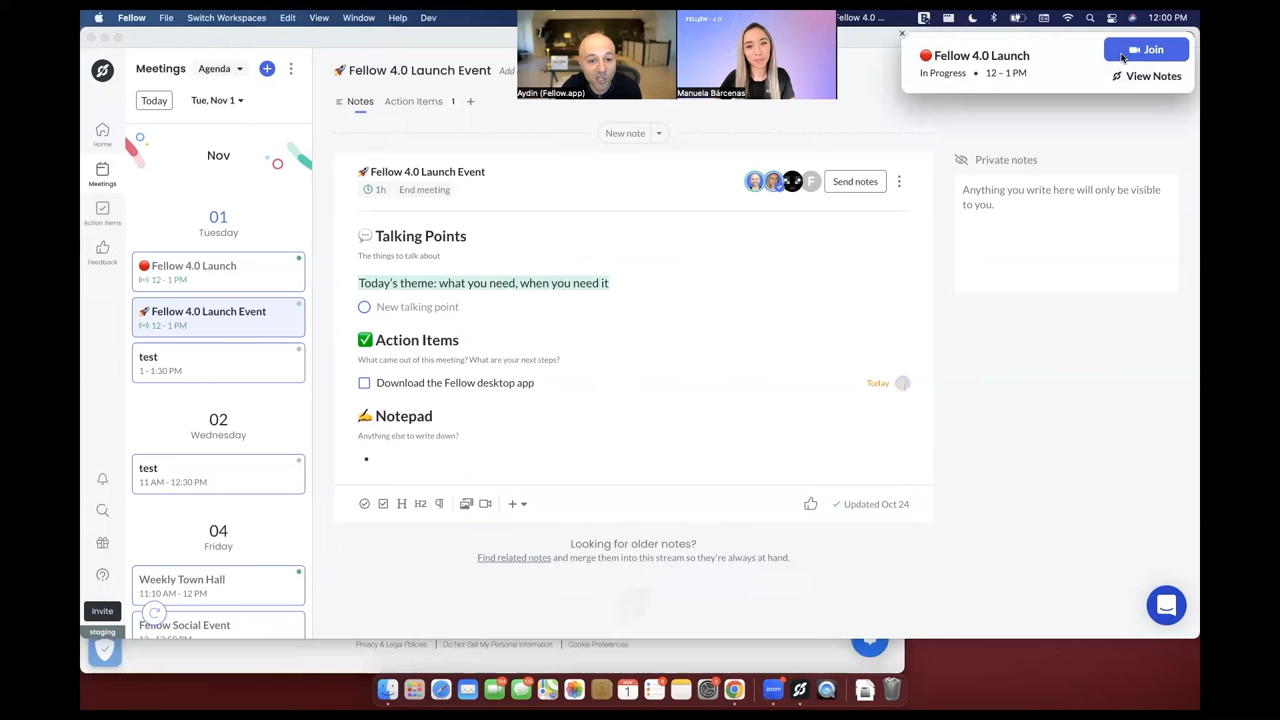 Fellow File Switch Workspaces Edit View Window Help Dev
Fellow 4.0 ...
12:00 PM
FELLOW | 4.0
Aydin (Fellow.app)
Manuela Bárcenas
🔴 Fellow 4.0 Launch
In Progress • 12 – 1 PM
Join
View Notes
Meetings
Agenda
Today
Tue, Nov 1
Home
Meetings
Action Items
Feedback
Invite
staging
Nov
01
Tuesday
🔴 Fellow 4.0 Launch
12 - 1 PM
🚀 Fellow 4.0 Launch Event
12 - 1 PM
test
1 - 1:30 PM
02
Wednesday
test
11 AM - 12:30 PM
04
Friday
Weekly Town Hall
11:10 AM - 12 PM
Fellow Social Event
🚀 Fellow 4.0 Launch Event
Notes
Action Items 1
New note
🚀 Fellow 4.0 Launch Event
1h End meeting
F
Send notes
💬 Talking Points
The things to talk about
Today's theme: what you need, when you need it
New talking point
✅ Action Items
What came out of this meeting? What are your next steps?
Download the Fellow desktop app
Today
✍️ Notepad
Anything else to write down?
H H2
Updated Oct 24
Looking for older notes?
Find related notes and merge them into this stream so they're always at hand.
Private notes
Anything you write here will only be visible
to you.
Privacy & Legal Policies Do Not Sell My Personal Information Cookie Preferences
zoom